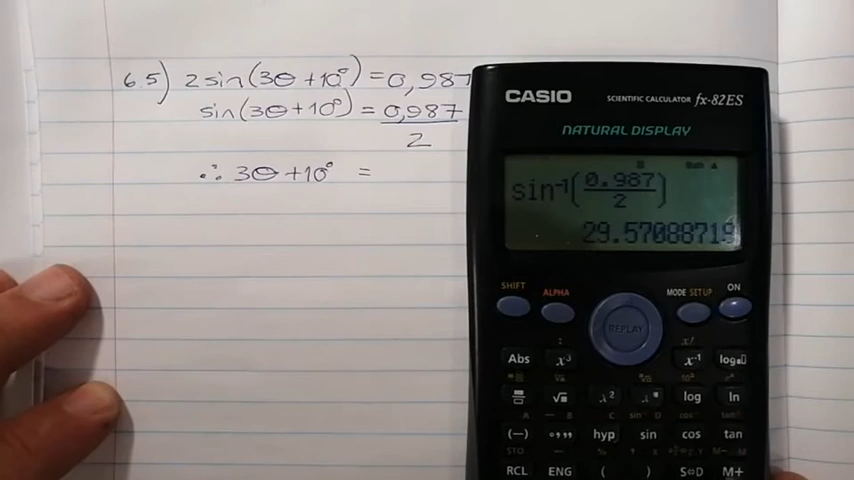 6.5) 2sin(3θ+10°)=0,987
sin(3θ+10°)=0,987/2
∴ 3θ+10° =
CASIO SCIENTIFIC CALCULATOR fx-82ES
NATURAL DISPLAY
D Math ▲
sin⁻¹(0.987/2)
29.57088719
SHIFT ALPHA MODE SETUP ON
REPLAY
Abs x³ x⁻¹ log
√ x² log ln
(−) °,,, hyp sin cos tan
STO
RCL ENG ( ) S⇔D M+